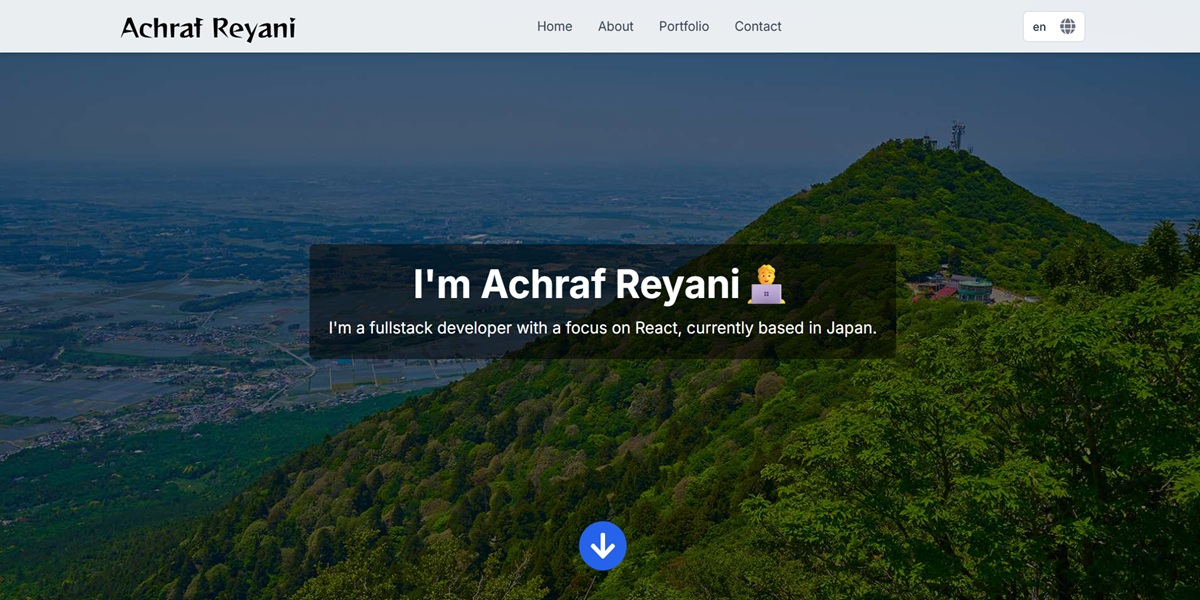 Achraf Reyani
Home About Portfolio Contact
en
I'm Achraf Reyani
I'm a fullstack developer with a focus on React, currently based in Japan.